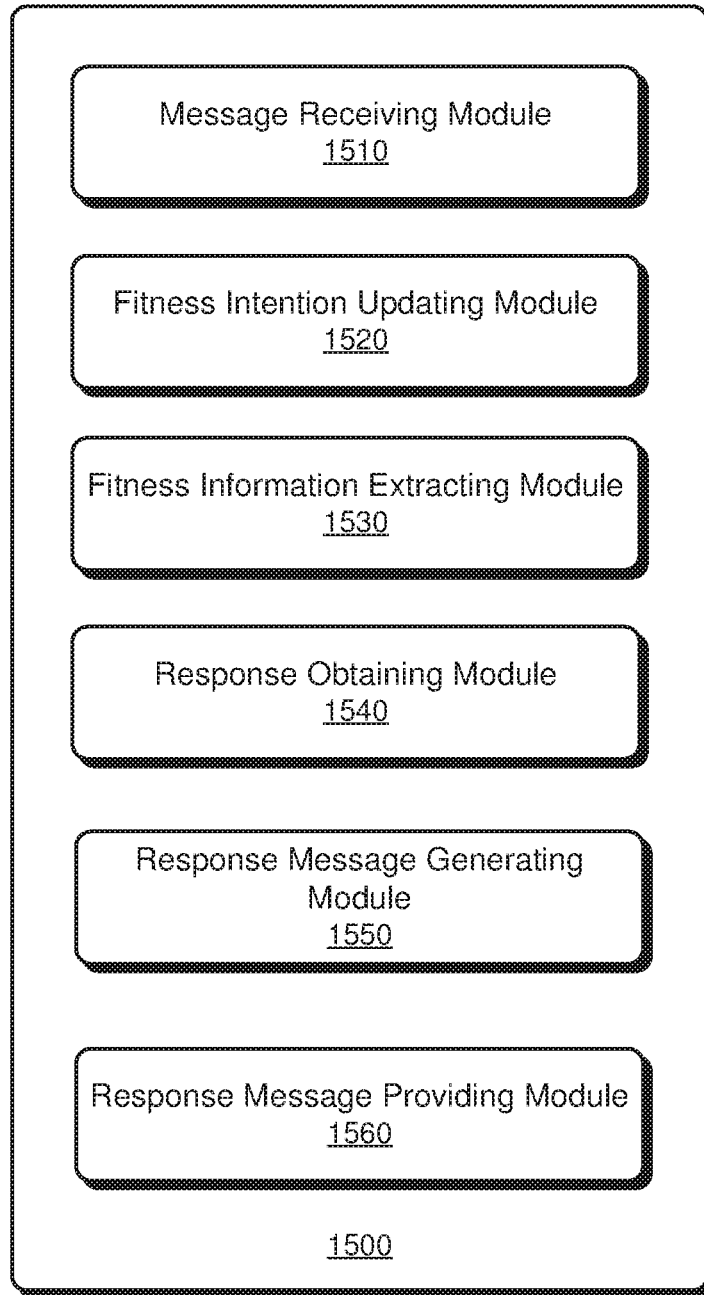 Message Receiving Module
1510
Fitness Intention Updating Module
1520
Fitness Information Extracting Module
1530
Response Obtaining Module
1540
Response Message Generating
Module
1550
Response Message Providing Module
1560
1500